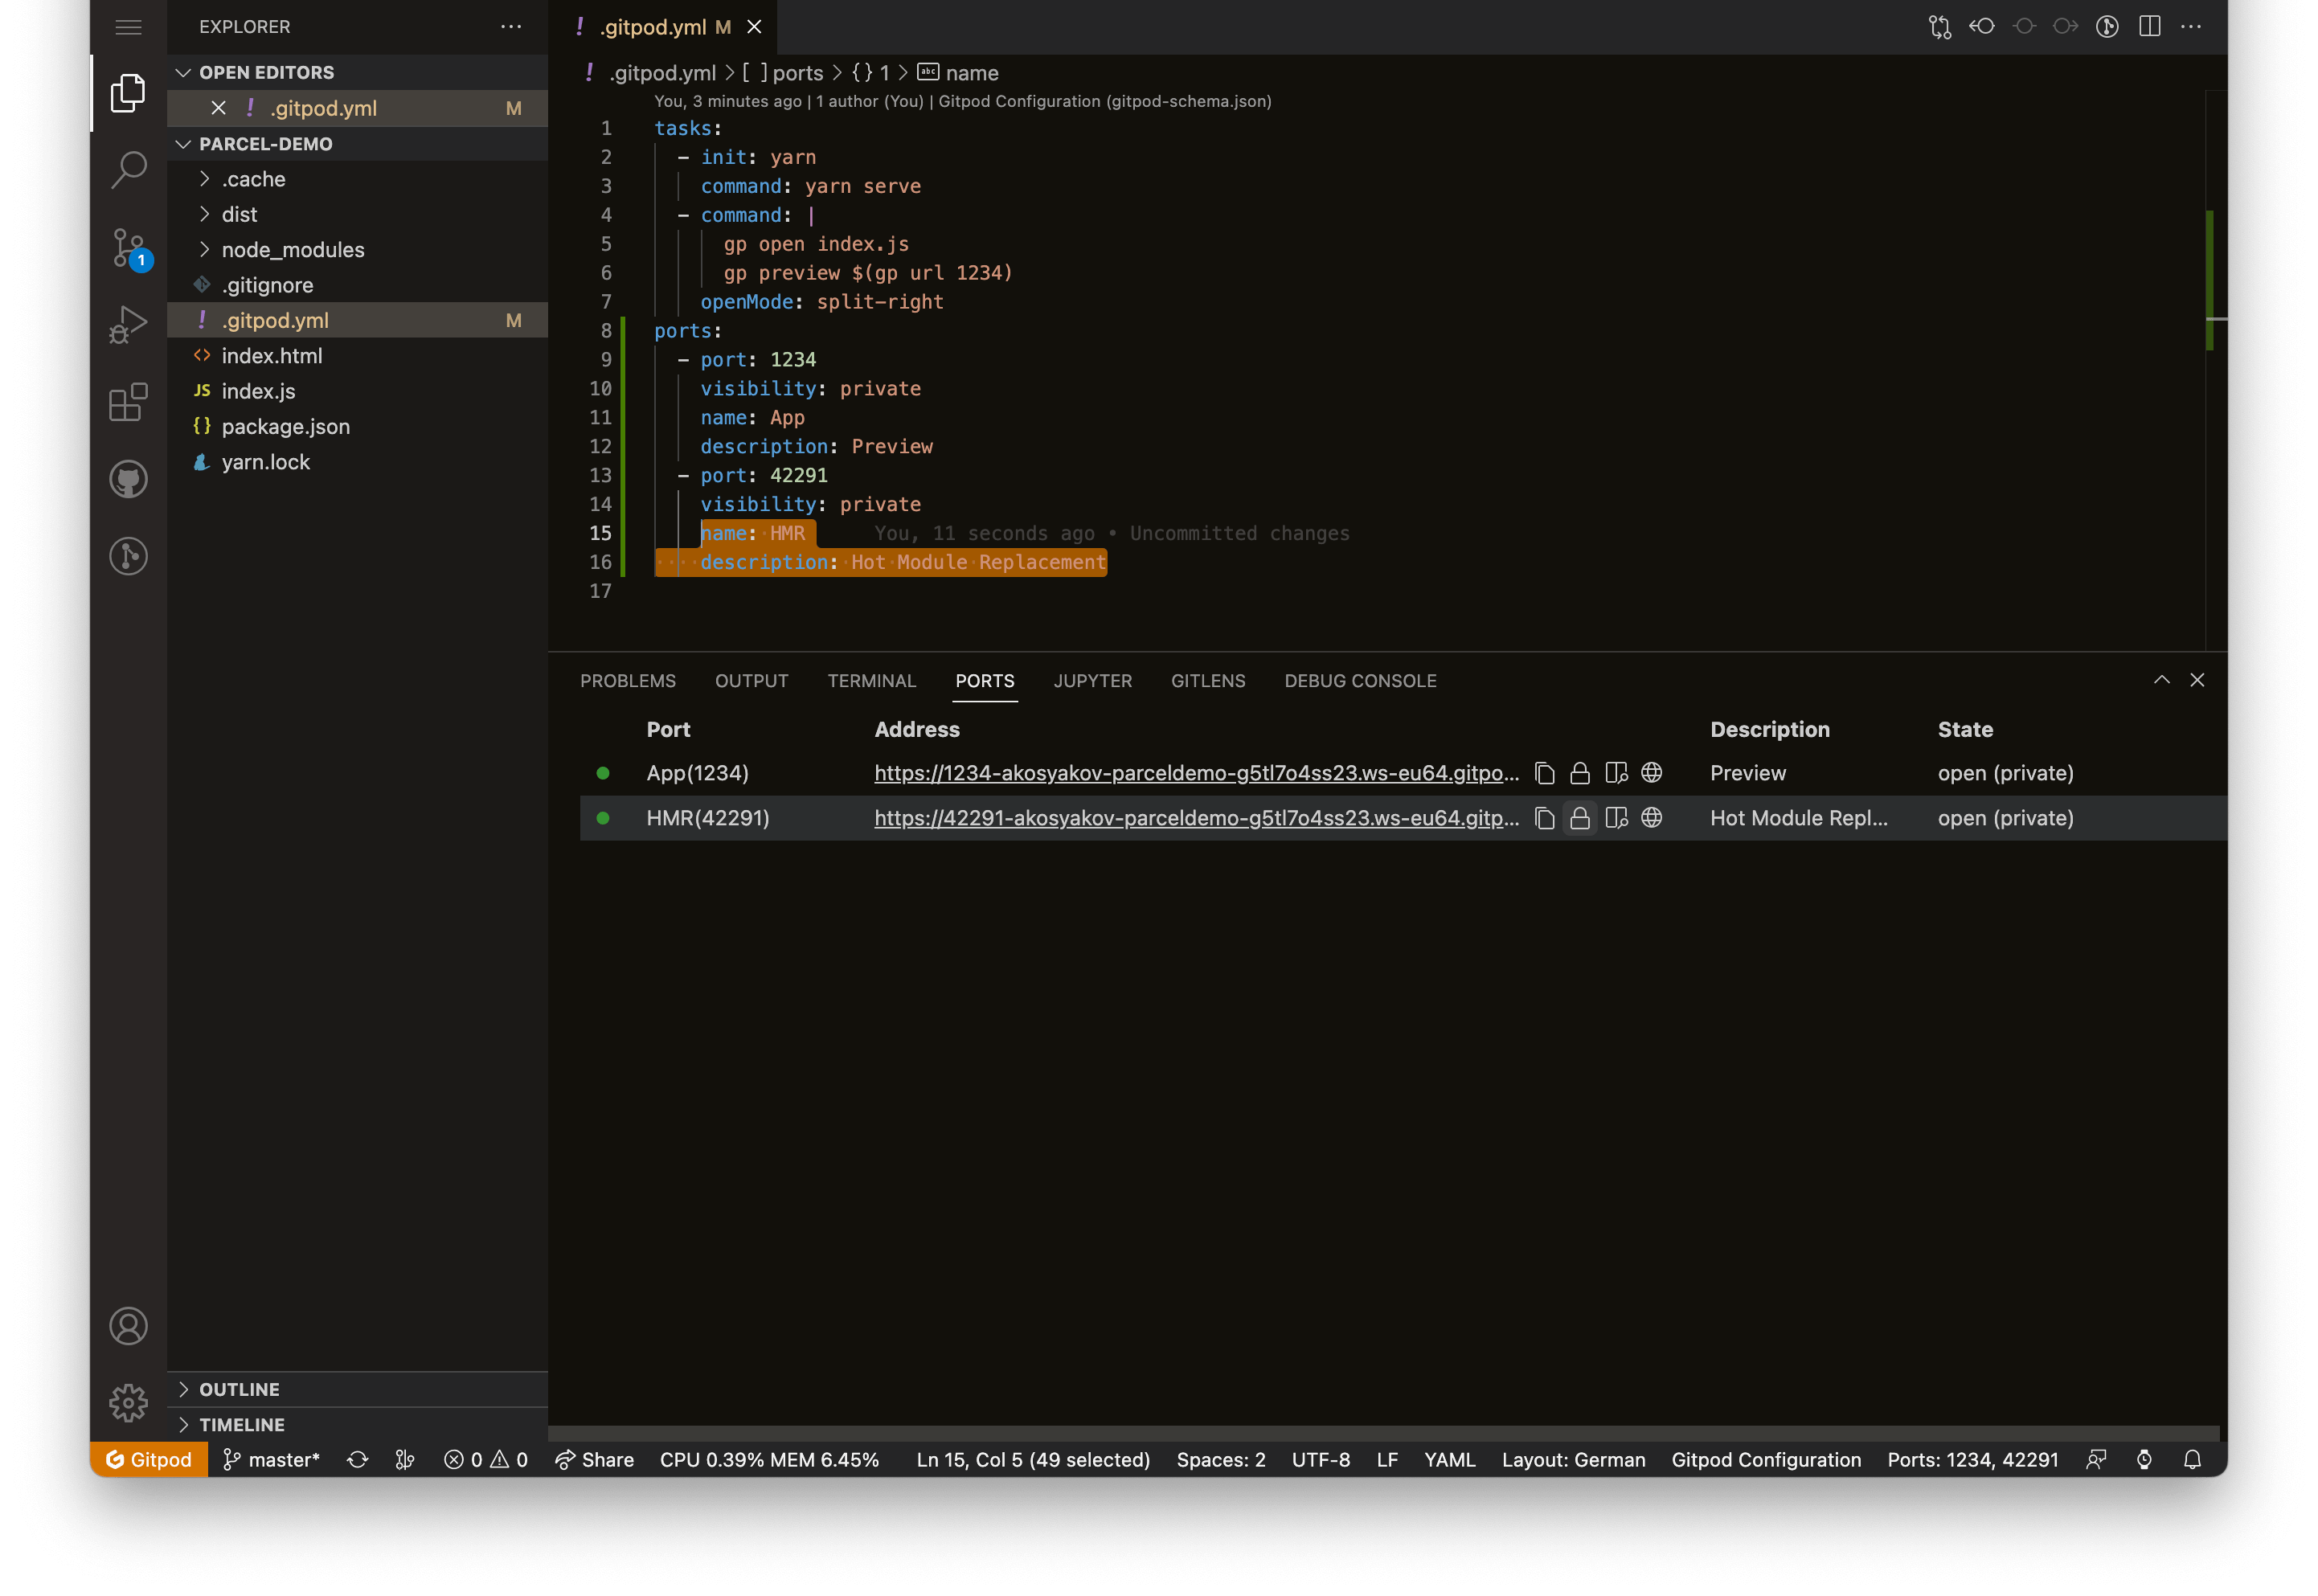 EXPLORER
OPEN EDITORS
.gitpod.yml M
PARCEL-DEMO
.cache
dist
node_modules
.gitignore
.gitpod.yml M
index.html
JS index.js
{} package.json
yarn.lock
OUTLINE
TIMELINE
1
! .gitpod.yml M
! .gitpod.yml > [ ] ports > {} 1 > abc name
You, 3 minutes ago | 1 author (You) | Gitpod Configuration (gitpod-schema.json)
1 tasks:
2 - init: yarn
3 command: yarn serve
4 - command: |
5 gp open index.js
6 gp preview $(gp url 1234)
7 openMode: split-right
8 ports:
9 - port: 1234
10 visibility: private
11 name: App
12 description: Preview
13 - port: 42291
14 visibility: private
15 name: HMR You, 11 seconds ago • Uncommitted changes
16 description: Hot Module Replacement
17
PROBLEMS OUTPUT TERMINAL PORTS JUPYTER GITLENS DEBUG CONSOLE
Port Address Description State
App(1234) https://1234-akosyakov-parceldemo-g5tl7o4ss23.ws-eu64.gitpo... Preview open (private)
HMR(42291) https://42291-akosyakov-parceldemo-g5tl7o4ss23.ws-eu64.gitp... Hot Module Repl... open (private)
Gitpod master* 0 0 Share CPU 0.39% MEM 6.45% Ln 15, Col 5 (49 selected) Spaces: 2 UTF-8 LF YAML Layout: German Gitpod Configuration Ports: 1234, 42291